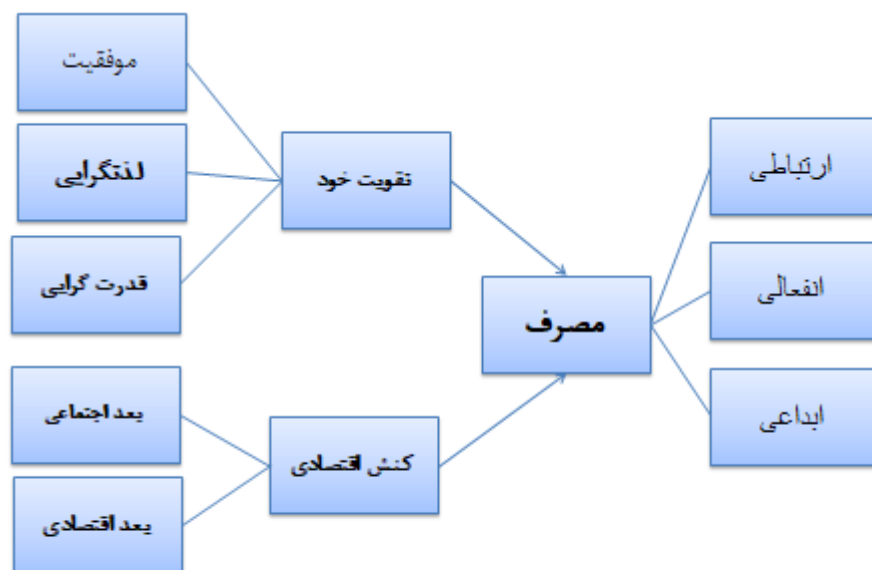 موفقیت
لذتگرایی
قدرت گرایی
تقویت خود
بعد اجتماعی
بعد اقتصادی
کنش اقتصادی
مصرف
ارتباطی
انفعالی
ابداعی